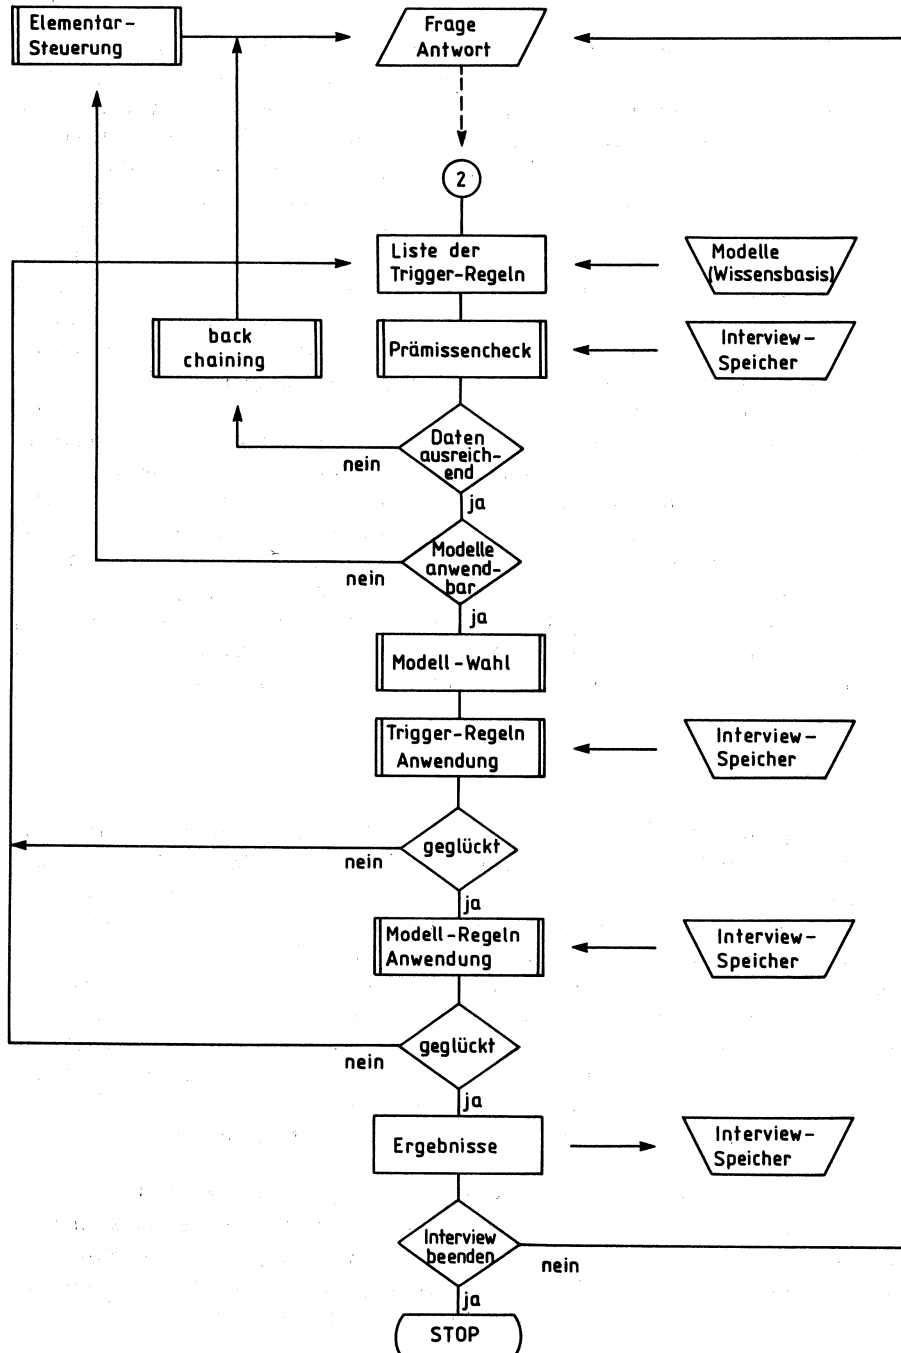 Elementar-
Steuerung
Frage
Antwort
2
Liste der
Trigger-Regeln
Modelle
(Wissensbasis)
back
chaining
Prämissencheck
Interview-
Speicher
Daten
ausreich-
end
nein
ja
Modelle
anwend-
bar
nein
ja
Modell-Wahl
Trigger-Regeln
Anwendung
Interview-
Speicher
geglückt
nein
ja
Modell-Regeln
Anwendung
Interview-
Speicher
geglückt
nein
ja
Ergebnisse
Interview-
Speicher
Interview
beenden
nein
ja
STOP